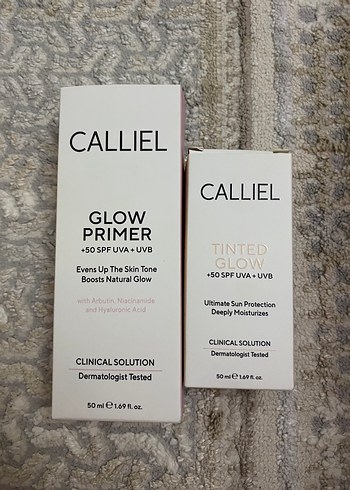 CALLIEL
GLOW
PRIMER
+50 SPF UVA + UVB
Evens Up The Skin Tone
Boosts Natural Glow
with Arbutin, Niacinamide
and Hyaluronic Acid
CLINICAL SOLUTION
Dermatologist Tested
50 ml ℮ 1.69 fl. oz.
CALLIEL
TINTED
GLOW
+50 SPF UVA + UVB
Ultimate Sun Protection
Deeply Moisturizes
CLINICAL SOLUTION
Dermatologist Tested
50 ml ℮ 1.69 fl. oz.